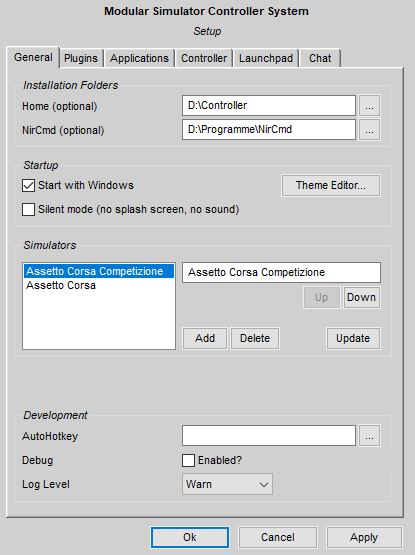 Modular Simulator Controller System
Setup
General Plugins Applications Controller Launchpad Chat
Installation Folders
Home (optional) D:\Controller ...
NirCmd (optional) D:\Programme\NirCmd ...
Startup
Start with Windows Theme Editor...
Silent mode (no splash screen, no sound)
Simulators
Assetto Corsa Competizione Assetto Corsa Competizione
Assetto Corsa
Up Down
Add Delete Update
Development
AutoHotkey ...
Debug Enabled?
Log Level Warn
Ok Cancel Apply